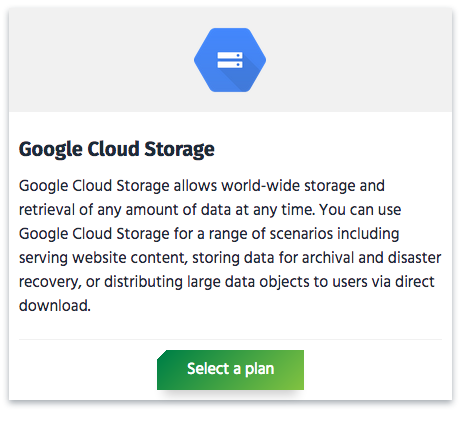 Google Cloud Storage
Google Cloud Storage allows world-wide storage and
retrieval of any amount of data at any time. You can use
Google Cloud Storage for a range of scenarios including
serving website content, storing data for archival and disaster
recovery, or distributing large data objects to users via direct
download.
Select a plan